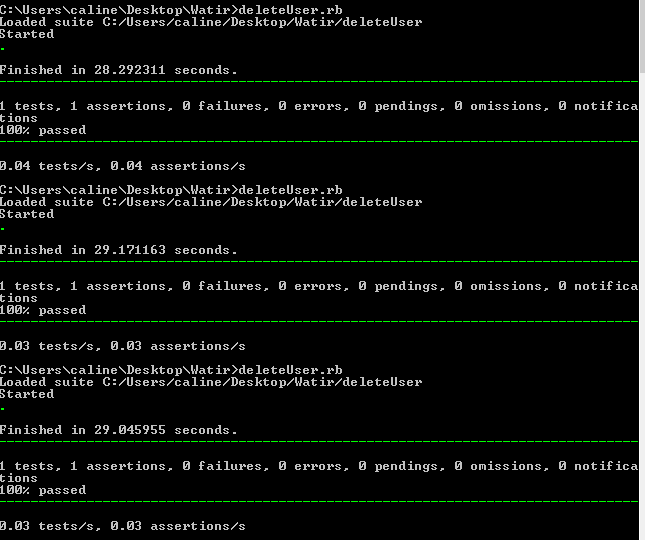 C:\Users\caline\Desktop\Watir>deleteUser.rb
Loaded suite C:/Users/caline/Desktop/Watir/deleteUser
Started
.
Finished in 28.292311 seconds.
--------------------------------------------------------------------------------
1 tests, 1 assertions, 0 failures, 0 errors, 0 pendings, 0 omissions, 0 notifica
tions
100% passed
--------------------------------------------------------------------------------
0.04 tests/s, 0.04 assertions/s
C:\Users\caline\Desktop\Watir>deleteUser.rb
Loaded suite C:/Users/caline/Desktop/Watir/deleteUser
Started
.
Finished in 29.171163 seconds.
--------------------------------------------------------------------------------
1 tests, 1 assertions, 0 failures, 0 errors, 0 pendings, 0 omissions, 0 notifica
tions
100% passed
--------------------------------------------------------------------------------
0.03 tests/s, 0.03 assertions/s
C:\Users\caline\Desktop\Watir>deleteUser.rb
Loaded suite C:/Users/caline/Desktop/Watir/deleteUser
Started
.
Finished in 29.045955 seconds.
--------------------------------------------------------------------------------
1 tests, 1 assertions, 0 failures, 0 errors, 0 pendings, 0 omissions, 0 notifica
tions
100% passed
--------------------------------------------------------------------------------
0.03 tests/s, 0.03 assertions/s